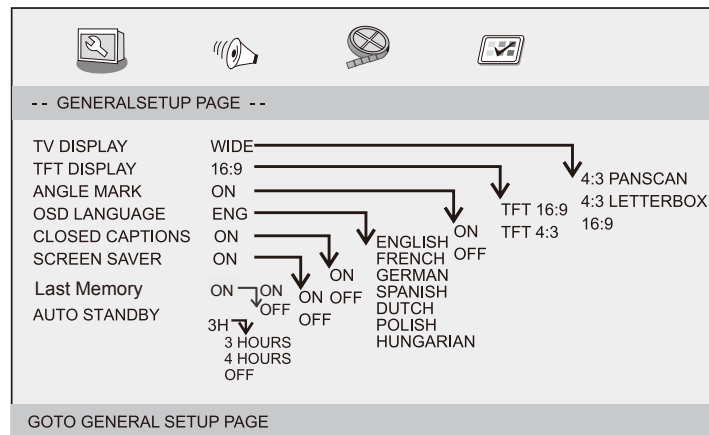 -- GENERALSETUP PAGE --
TV DISPLAY WIDE
TFT DISPLAY 16:9
ANGLE MARK ON
OSD LANGUAGE ENG
CLOSED CAPTIONS ON
SCREEN SAVER ON
Last Memory ON
AUTO STANDBY 3H
4:3 PANSCAN
4:3 LETTERBOX
16:9
TFT 16:9
TFT 4:3
ON
OFF
ENGLISH
FRENCH
GERMAN
SPANISH
DUTCH
POLISH
HUNGARIAN
ON
OFF
ON
OFF
ON
OFF
3 HOURS
4 HOURS
OFF
GOTO GENERAL SETUP PAGE